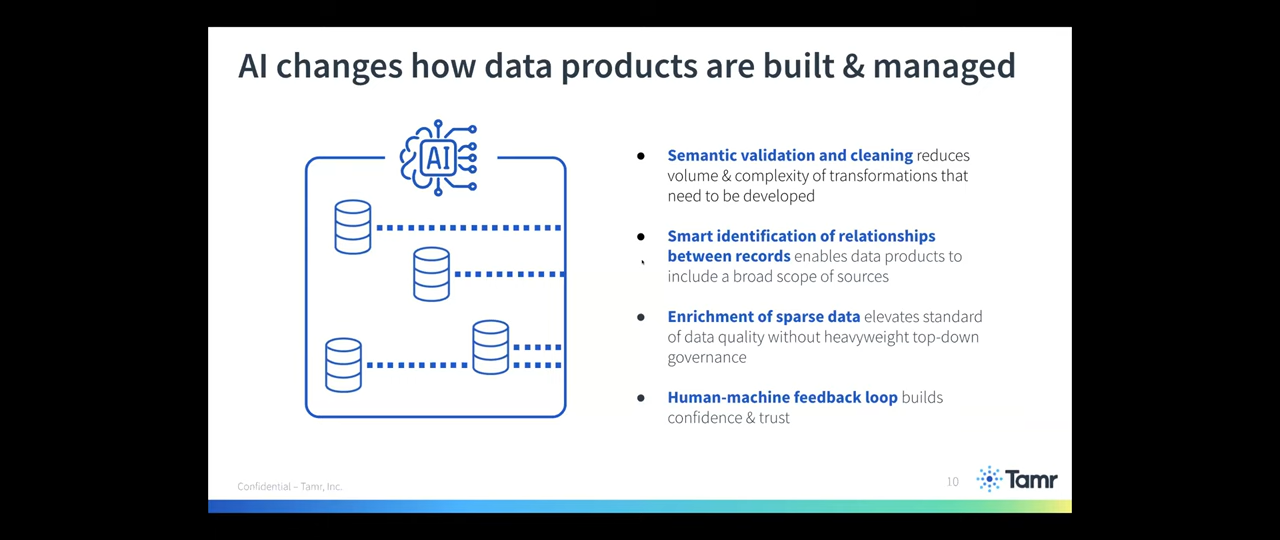 AI changes how data products are built & managed
AI
Semantic validation and cleaning reduces
volume & complexity of transformations that
need to be developed
Smart identification of relationships
between records enables data products to
include a broad scope of sources
Enrichment of sparse data elevates standard
of data quality without heavyweight top-down
governance
Human-machine feedback loop builds
confidence & trust
Confidential – Tamr, Inc.
10
Tamr